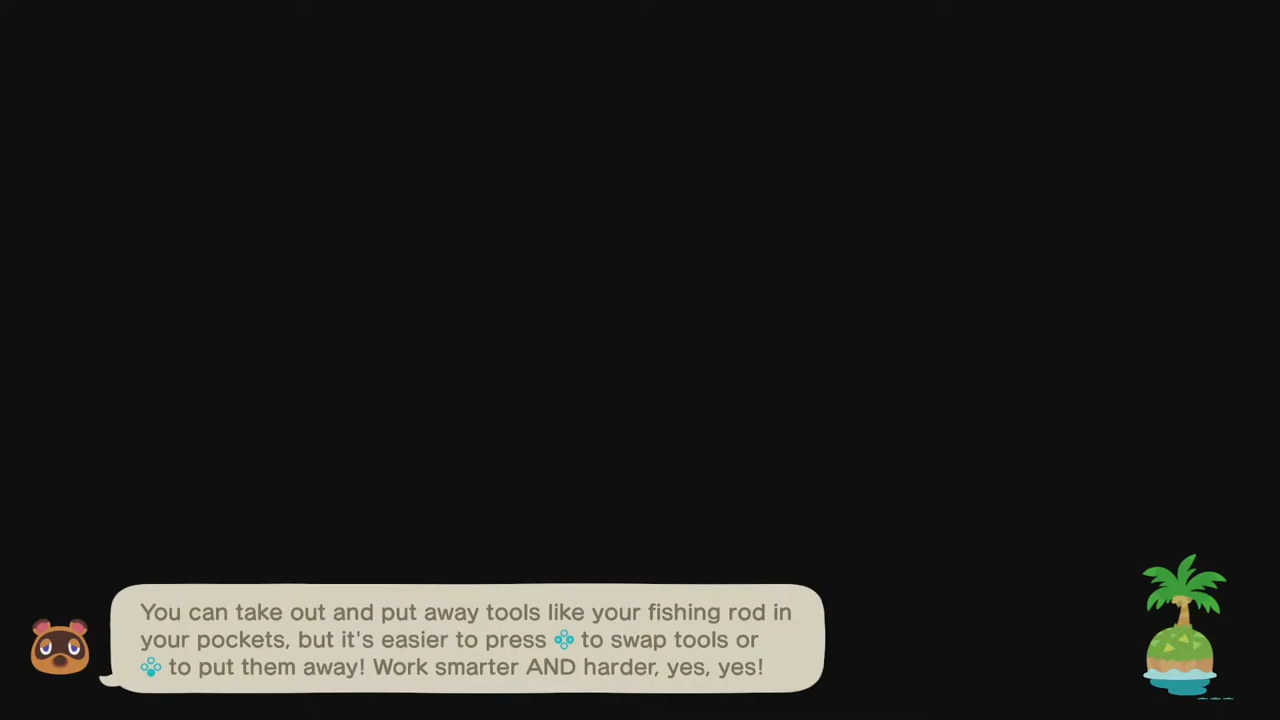 You can take out and put away tools like your fishing rod in
your pockets, but it's easier to press to swap tools or
to put them away! Work smarter AND harder, yes, yes!